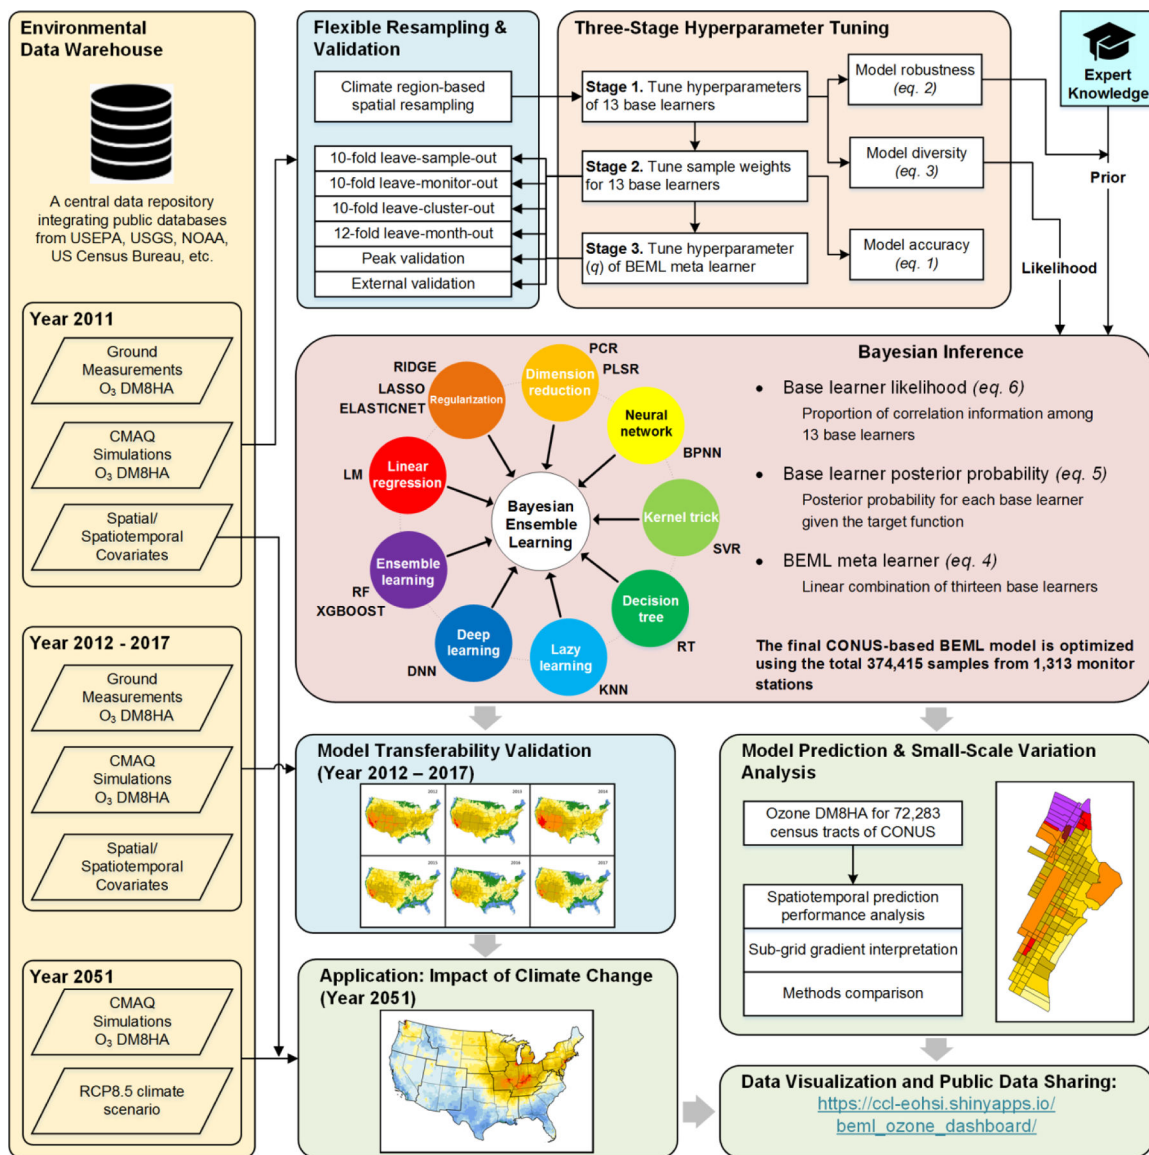 Environmental
Data Warehouse
A central data repository
integrating public databases
from USEPA, USGS, NOAA,
US Census Bureau, etc.
Year 2011
Ground
Measurements
O₃ DM8HA
CMAQ
Simulations
O₃ DM8HA
Spatial/
Spatiotemporal
Covariates
Year 2012 - 2017
Ground
Measurements
O₃ DM8HA
CMAQ
Simulations
O₃ DM8HA
Spatial/
Spatiotemporal
Covariates
Year 2051
CMAQ
Simulations
O₃ DM8HA
RCP8.5 climate
scenario
Flexible Resampling &
Validation
Climate region-based
spatial resampling
10-fold leave-sample-out
10-fold leave-monitor-out
10-fold leave-cluster-out
12-fold leave-month-out
Peak validation
External validation
Three-Stage Hyperparameter Tuning
Stage 1. Tune hyperparameters
of 13 base learners
Stage 2. Tune sample weights
for 13 base learners
Stage 3. Tune hyperparameter
(q) of BEML meta learner
Model robustness
(eq. 2)
Model diversity
(eq. 3)
Model accuracy
(eq. 1)
Expert
Knowledge
Prior
Likelihood
RIDGE
LASSO
ELASTICNET
Regularization
PCR
PLSR
Dimension
reduction
Neural
network
BPNN
LM
Linear
regression
Bayesian
Ensemble
Learning
Kernel trick
SVR
Ensemble
learning
RF
XGBOOST
Decision
tree
RT
Deep
learning
DNN
Lazy
learning
KNN
Bayesian Inference
• Base learner likelihood (eq. 6)
Proportion of correlation information among
13 base learners
• Base learner posterior probability (eq. 5)
Posterior probability for each base learner
given the target function
• BEML meta learner (eq. 4)
Linear combination of thirteen base learners
The final CONUS-based BEML model is optimized
using the total 374,415 samples from 1,313 monitor
stations
Model Transferability Validation
(Year 2012 – 2017)
2012
2013
2014
2015
2016
2017
Application: Impact of Climate Change
(Year 2051)
Model Prediction & Small-Scale Variation
Analysis
Ozone DM8HA for 72,283
census tracts of CONUS
Spatiotemporal prediction
performance analysis
Sub-grid gradient interpretation
Methods comparison
Data Visualization and Public Data Sharing:
https://ccl-eohsi.shinyapps.io/
beml_ozone_dashboard/